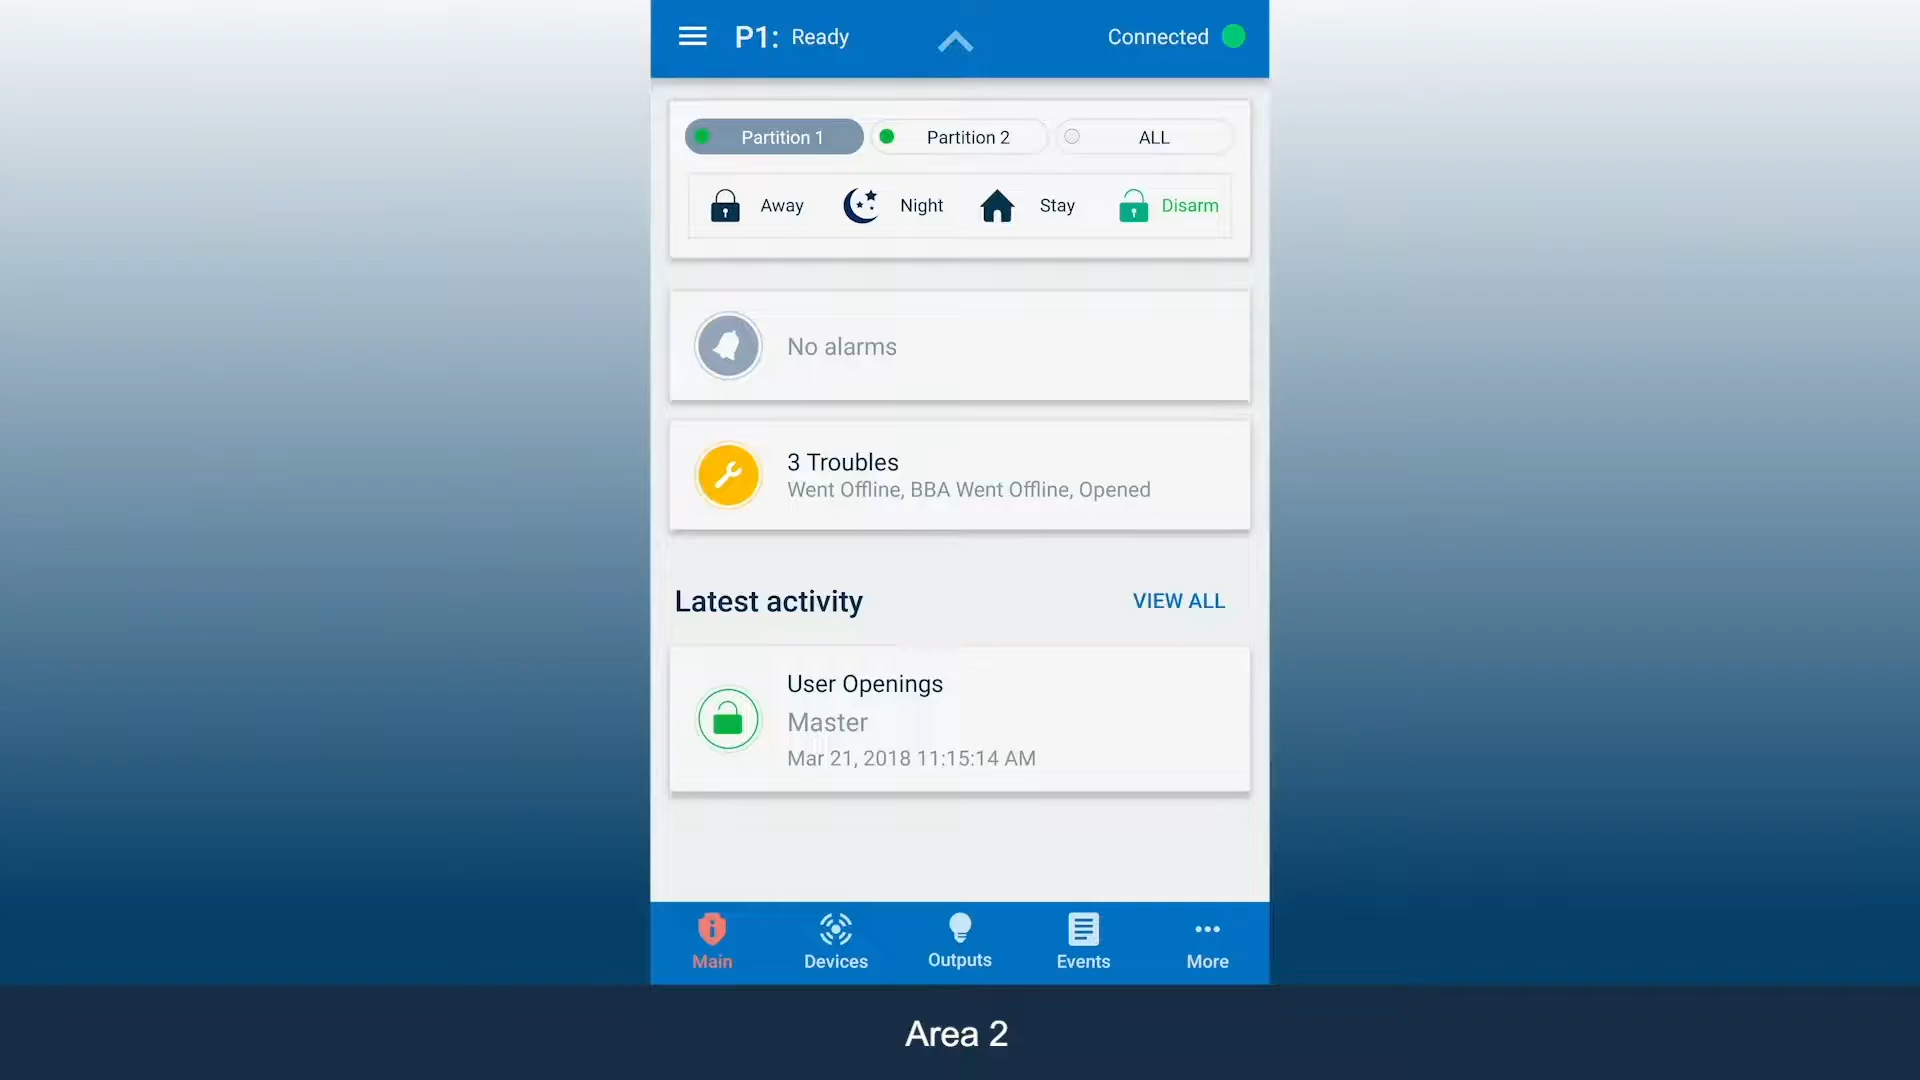 P1: Ready Connected
Partition 1 Partition 2 ALL
Away Night Stay Disarm
No alarms
3 Troubles
Went Offline, BBA Went Offline, Opened
Latest activity VIEW ALL
User Openings
Master
Mar 21, 2018 11:15:14 AM
Main Devices Outputs Events More
Area 2